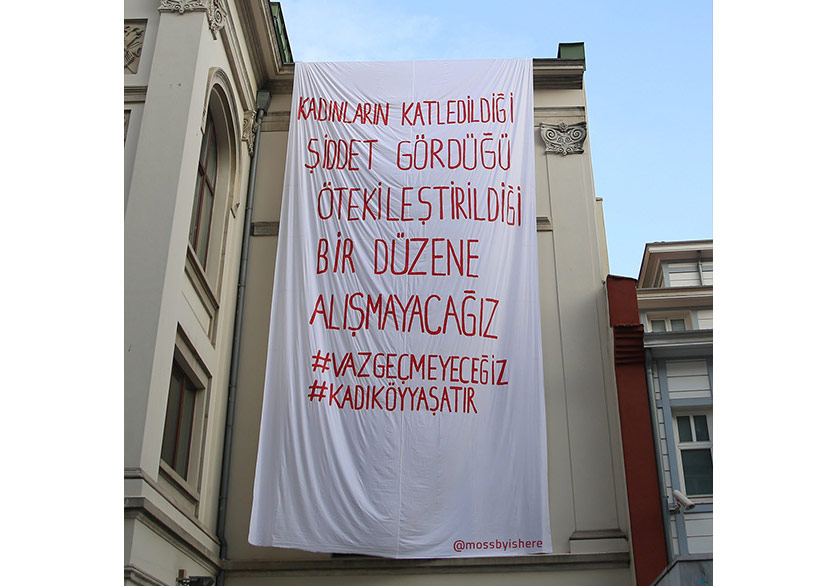 KADINLARIN KATLEDİLDİĞİ
ŞİDDET GÖRDÜĞÜ
ÖTEKİLEŞTİRİLDİĞİ
BİR DÜZENE
ALIŞMAYACAĞIZ
#VAZGEÇMEYECEĞİZ
#KADIKÖYYAŞATIR
@mossbyishere